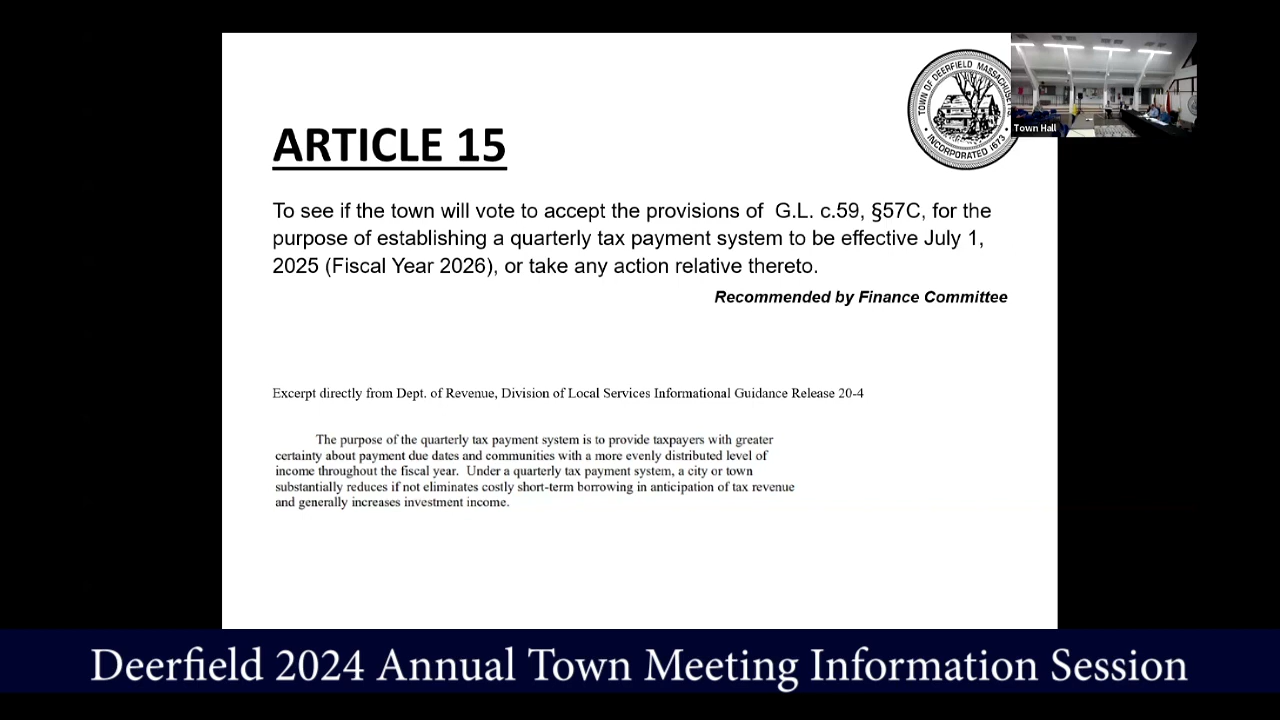 TOWN OF DEERFIELD MASSACHUSE
INCORPORATED 1673
Town Hall
ARTICLE 15
To see if the town will vote to accept the provisions of G.L. c.59, §57C, for the
purpose of establishing a quarterly tax payment system to be effective July 1,
2025 (Fiscal Year 2026), or take any action relative thereto.
Recommended by Finance Committee
Excerpt directly from Dept. of Revenue, Division of Local Services Informational Guidance Release 20-4
The purpose of the quarterly tax payment system is to provide taxpayers with greater
certainty about payment due dates and communities with a more evenly distributed level of
income throughout the fiscal year. Under a quarterly tax payment system, a city or town
substantially reduces if not eliminates costly short-term borrowing in anticipation of tax revenue
and generally increases investment income.
Deerfield 2024 Annual Town Meeting Information Session